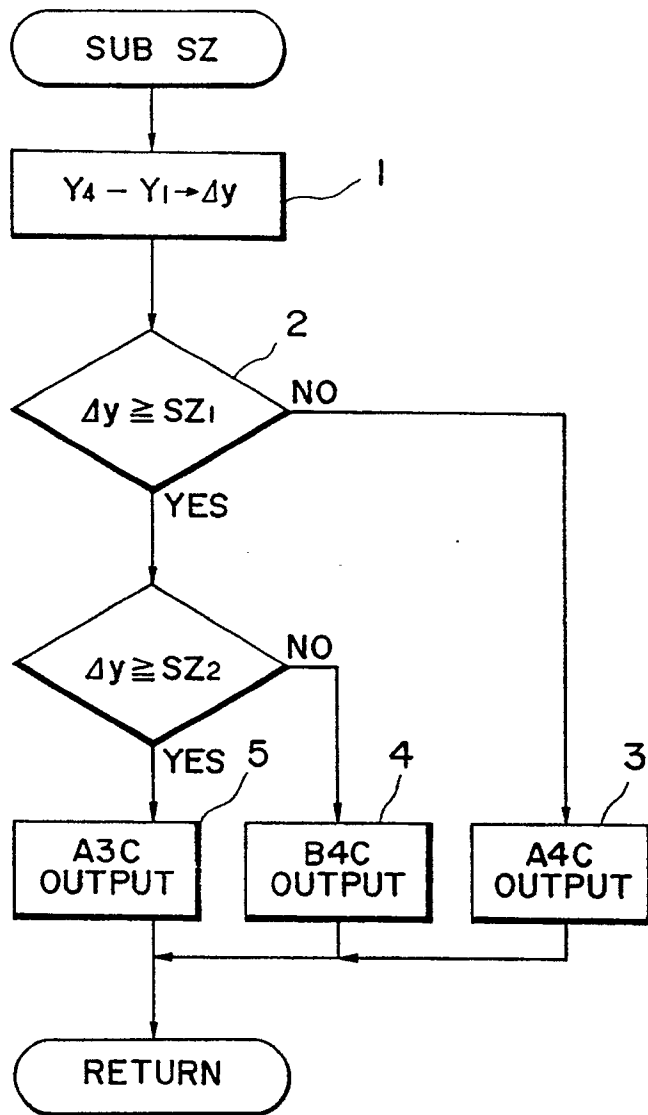 SUB SZ
Y4 − Y1→Δy
1
2
Δy ≧ SZ1
NO
YES
Δy ≧ SZ2
NO
YES
5
4
3
A3C
OUTPUT
B4C
OUTPUT
A4C
OUTPUT
RETURN